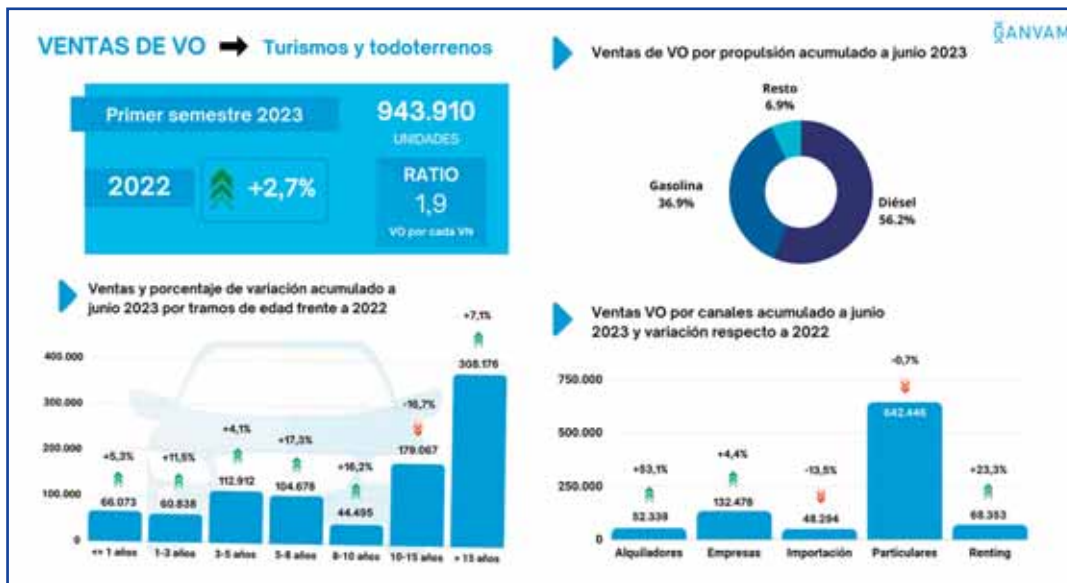 VENTAS DE VO → Turismos y todoterrenos
GANVAM
Primer semestre 2023
943.910
UNIDADES
2022
+2,7%
RATIO
1,9
VO por cada VN
Ventas de VO por propulsión acumulado a junio 2023
Resto
6.9%
Gasolina
36.9%
Diésel
56.2%
Ventas y porcentaje de variación acumulado a
junio 2023 por tramos de edad frente a 2022
400.000
300.000
200.000
100.000
0
+5,3%
66.073
<= 1 años
+11,5%
60.838
1-3 años
+4,1%
112.912
3-5 años
+17,3%
104.678
5-8 años
+16,2%
44.495
8-10 años
-16,7%
179.067
10-15 años
+7,1%
308.176
+ 15 años
Ventas VO por canales acumulado a junio
2023 y variación respecto a 2022
750.000
500.000
250.000
0
+53,1%
52.339
Alquiladores
+4,4%
132.478
Empresas
-13,5%
48.294
Importación
-0,7%
642.446
Particulares
+23,3%
68.353
Renting